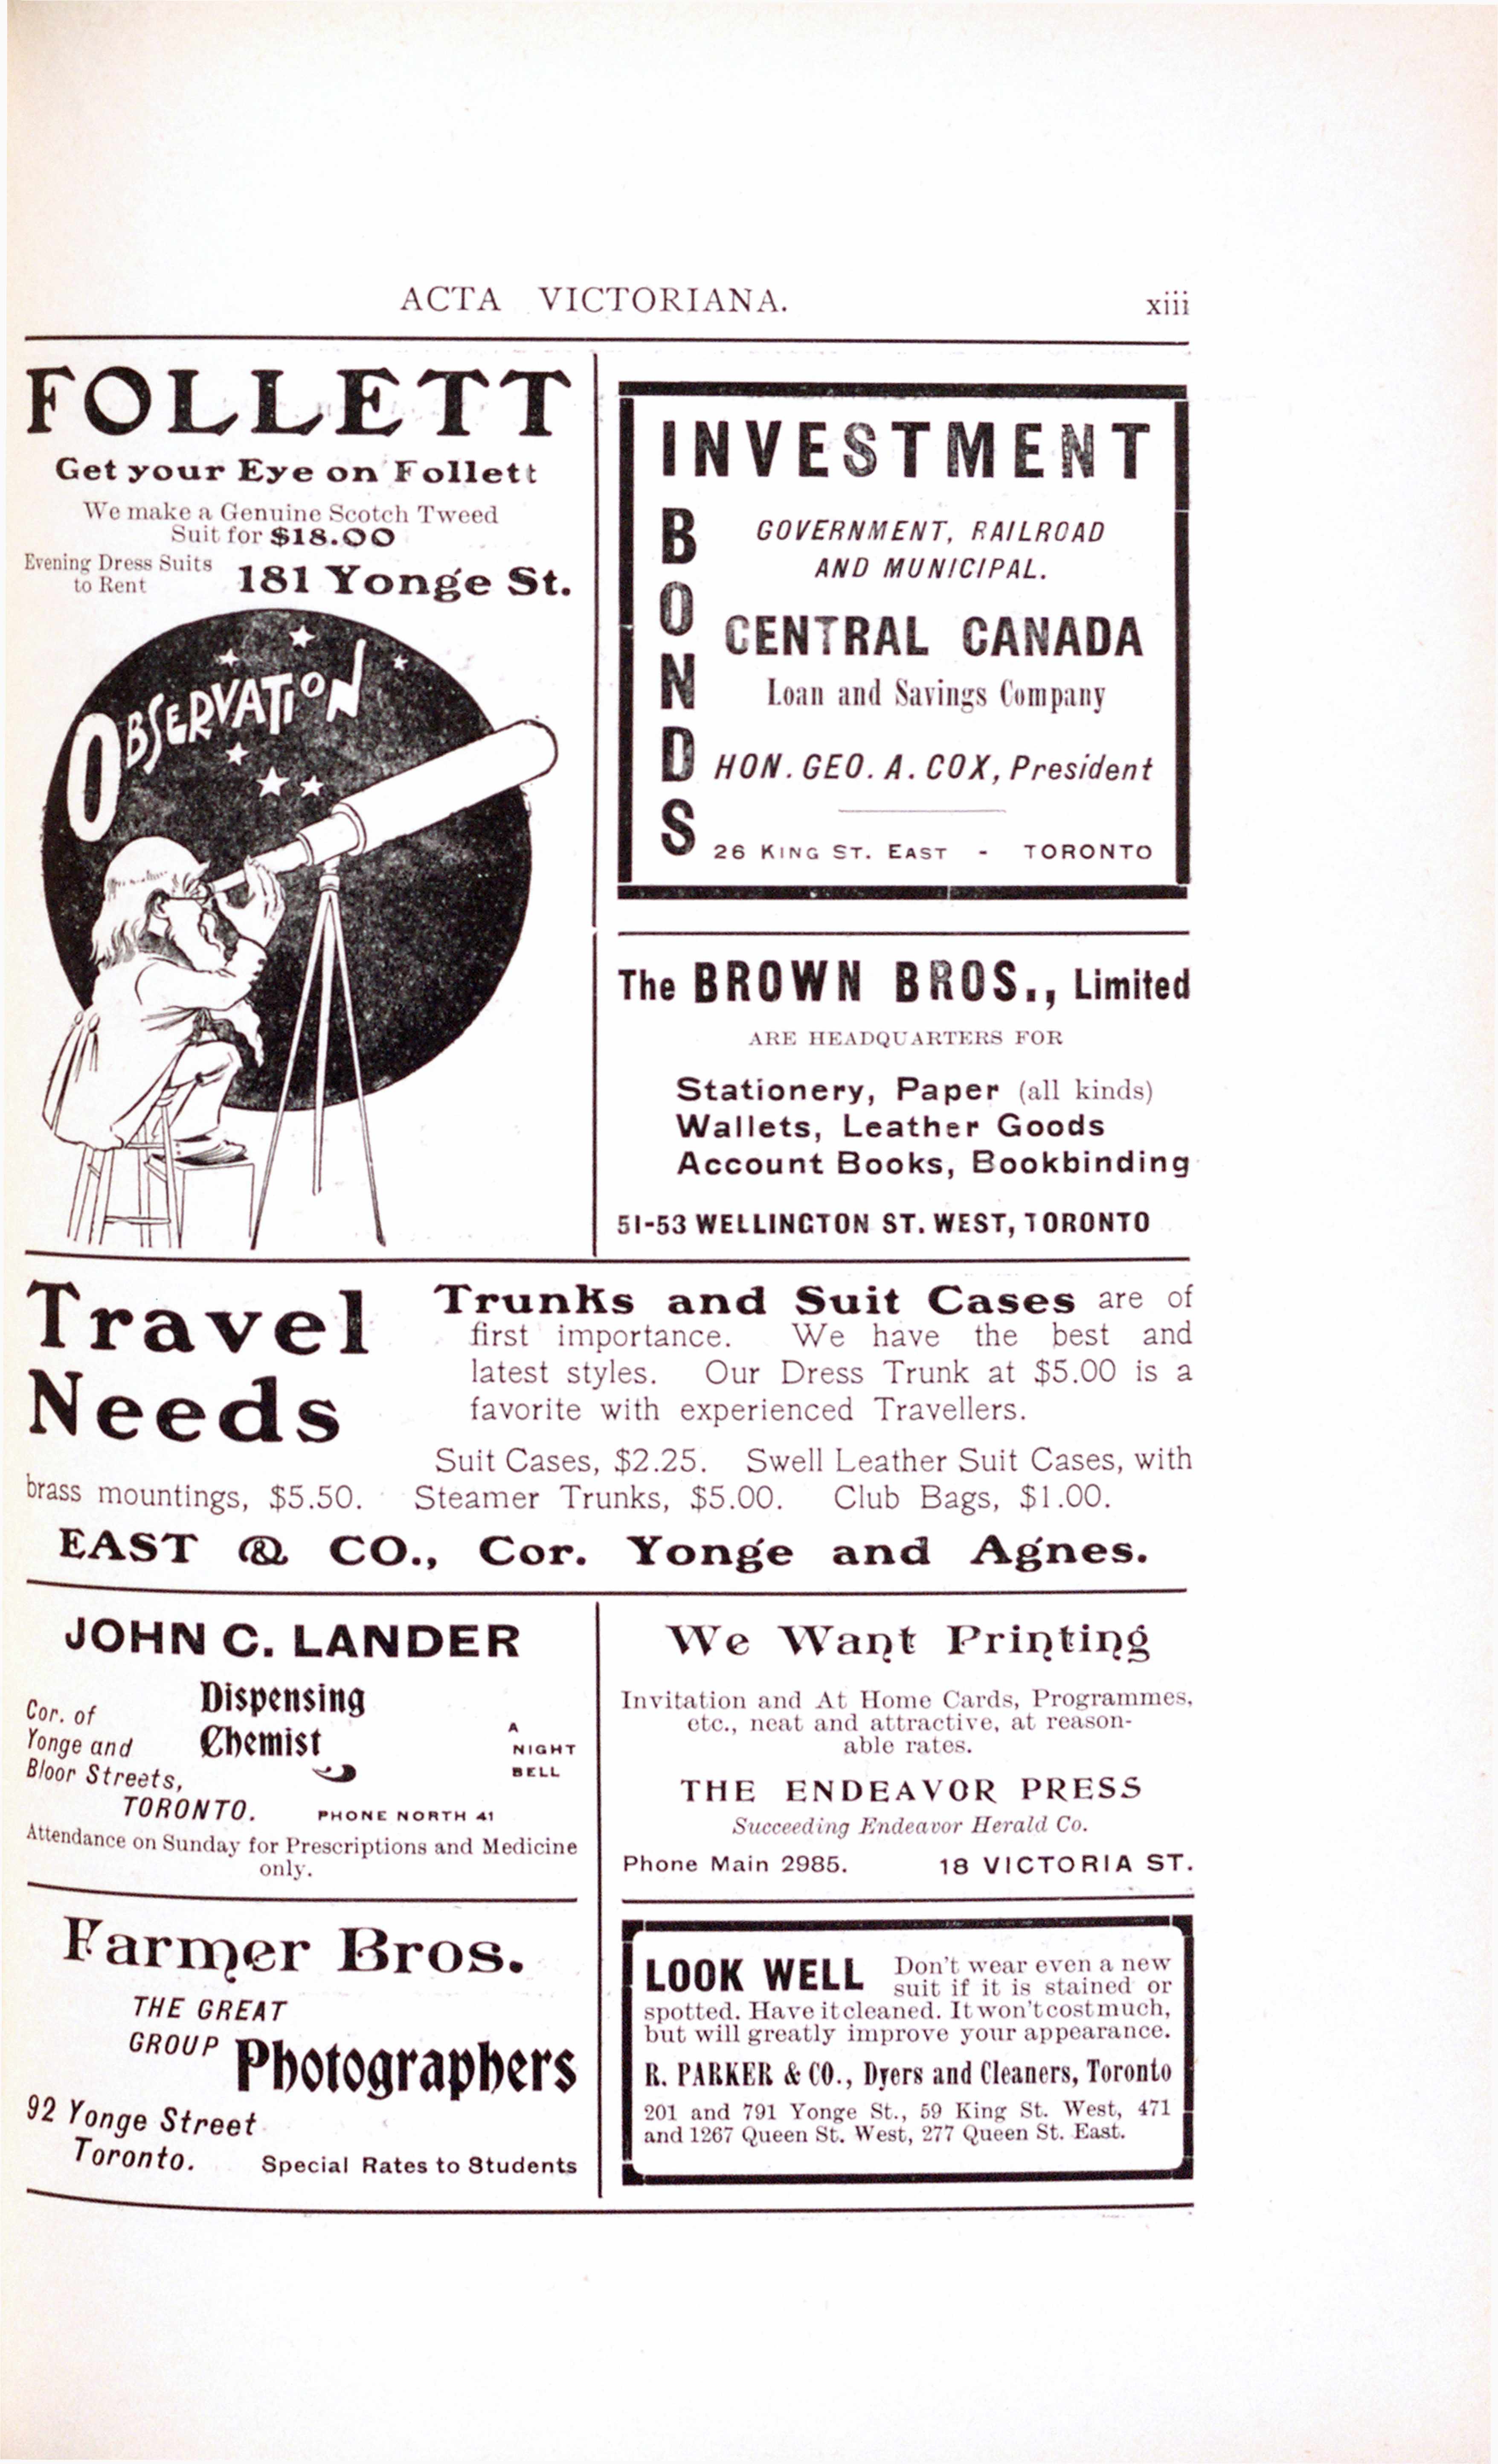 ACTA VICTORIANA. xiii
FOLLETT
Get your Eye on Follett
We make a Genuine Scotch Tweed
Suit for $18.00
Evening Dress Suits
to Rent
181 Yonge St.
OBSERVATION
INVESTMENT
BONDS
GOVERNMENT, RAILROAD
AND MUNICIPAL.
CENTRAL CANADA
Loan and Savings Company
HON. GEO. A. COX, President
26 KING ST. EAST - TORONTO
The BROWN BROS., Limited
ARE HEADQUARTERS FOR
Stationery, Paper (all kinds)
Wallets, Leather Goods
Account Books, Bookbinding
51-53 WELLINGTON ST. WEST, TORONTO
Travel
Needs
Trunks and Suit Cases are of
first importance. We have the best and
latest styles. Our Dress Trunk at $5.00 is a
favorite with experienced Travellers.
Suit Cases, $2.25. Swell Leather Suit Cases, with
brass mountings, $5.50. Steamer Trunks, $5.00. Club Bags, $1.00.
EAST & CO., Cor. Yonge and Agnes.
JOHN C. LANDER
Cor. of
Yonge and
Bloor Streets,
TORONTO.
Dispensing
Chemist
A
NIGHT
BELL
PHONE NORTH 41
Attendance on Sunday for Prescriptions and Medicine
only.
We Want Printing
Invitation and At Home Cards, Programmes,
etc., neat and attractive, at reason-
able rates.
THE ENDEAVOR PRESS
Succeeding Endeavor Herald Co.
Phone Main 2985. 18 VICTORIA ST.
Farmer Bros.
THE GREAT
GROUP Photographers
92 Yonge Street
Toronto. Special Rates to Students
LOOK WELL Don't wear even a new
suit if it is stained or
spotted. Have it cleaned. It won't cost much,
but will greatly improve your appearance.
R. PARKER & CO., Dyers and Cleaners, Toronto
201 and 791 Yonge St., 59 King St. West, 471
and 1267 Queen St. West, 277 Queen St. East.